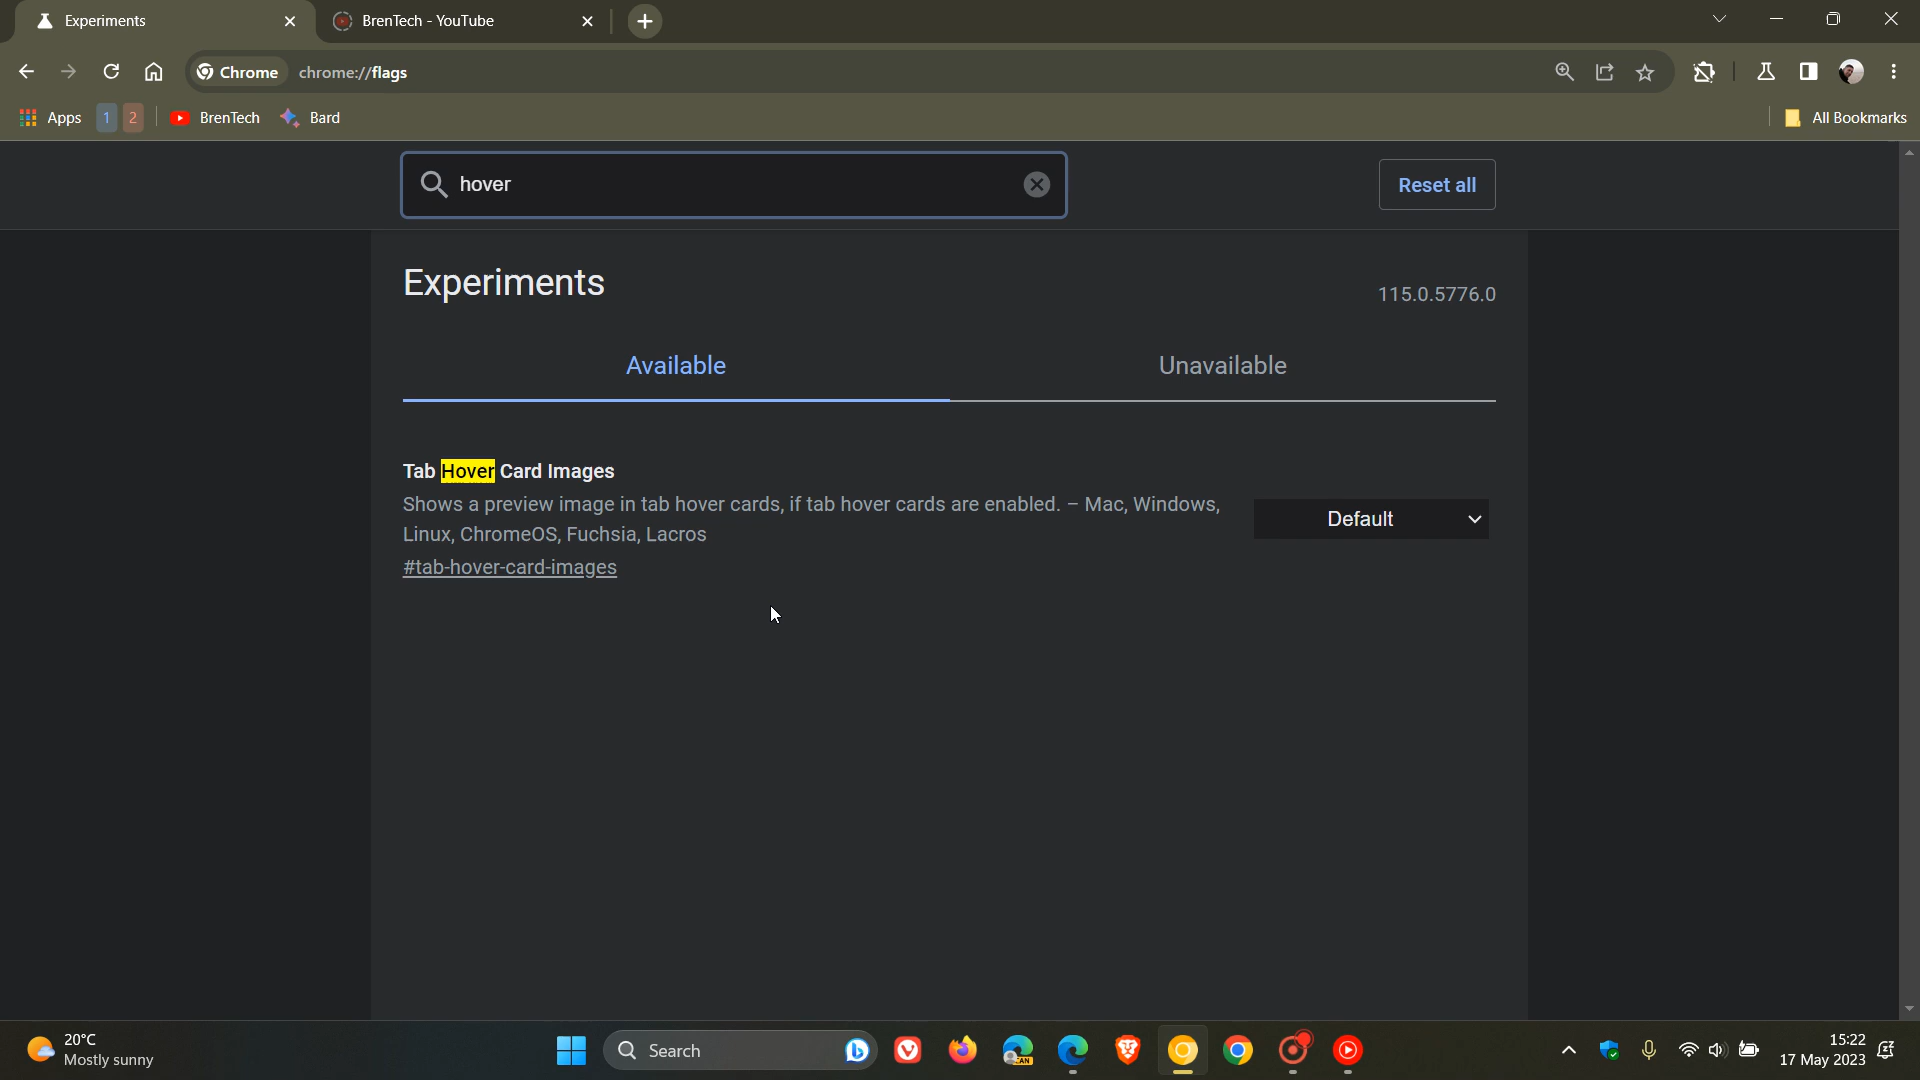 Experiments
BrenTech - YouTube
Chrome
chrome://flags
Apps
1
2
BrenTech
Bard
All Bookmarks
hover
Reset all
Experiments
115.0.5776.0
Available
Unavailable
Tab Hover Card Images
Shows a preview image in tab hover cards, if tab hover cards are enabled. – Mac, Windows,
Linux, ChromeOS, Fuchsia, Lacros
#tab-hover-card-images
Default
20°C
Mostly sunny
Search
CAN
15:22
17 May 2023